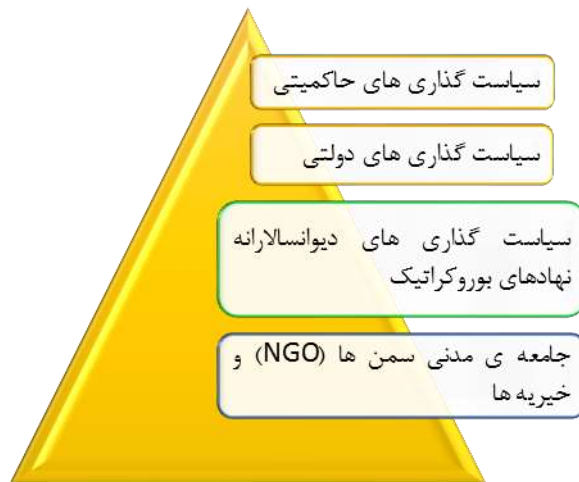 سیاست گذاری های حاکمیتی
سیاست گذاری های دولتی
سیاست گذاری های دیوانسالارانه
نهادهای بوروکراتیک
جامعه ی مدنی سمن ها (NGO) و
خیریه ها